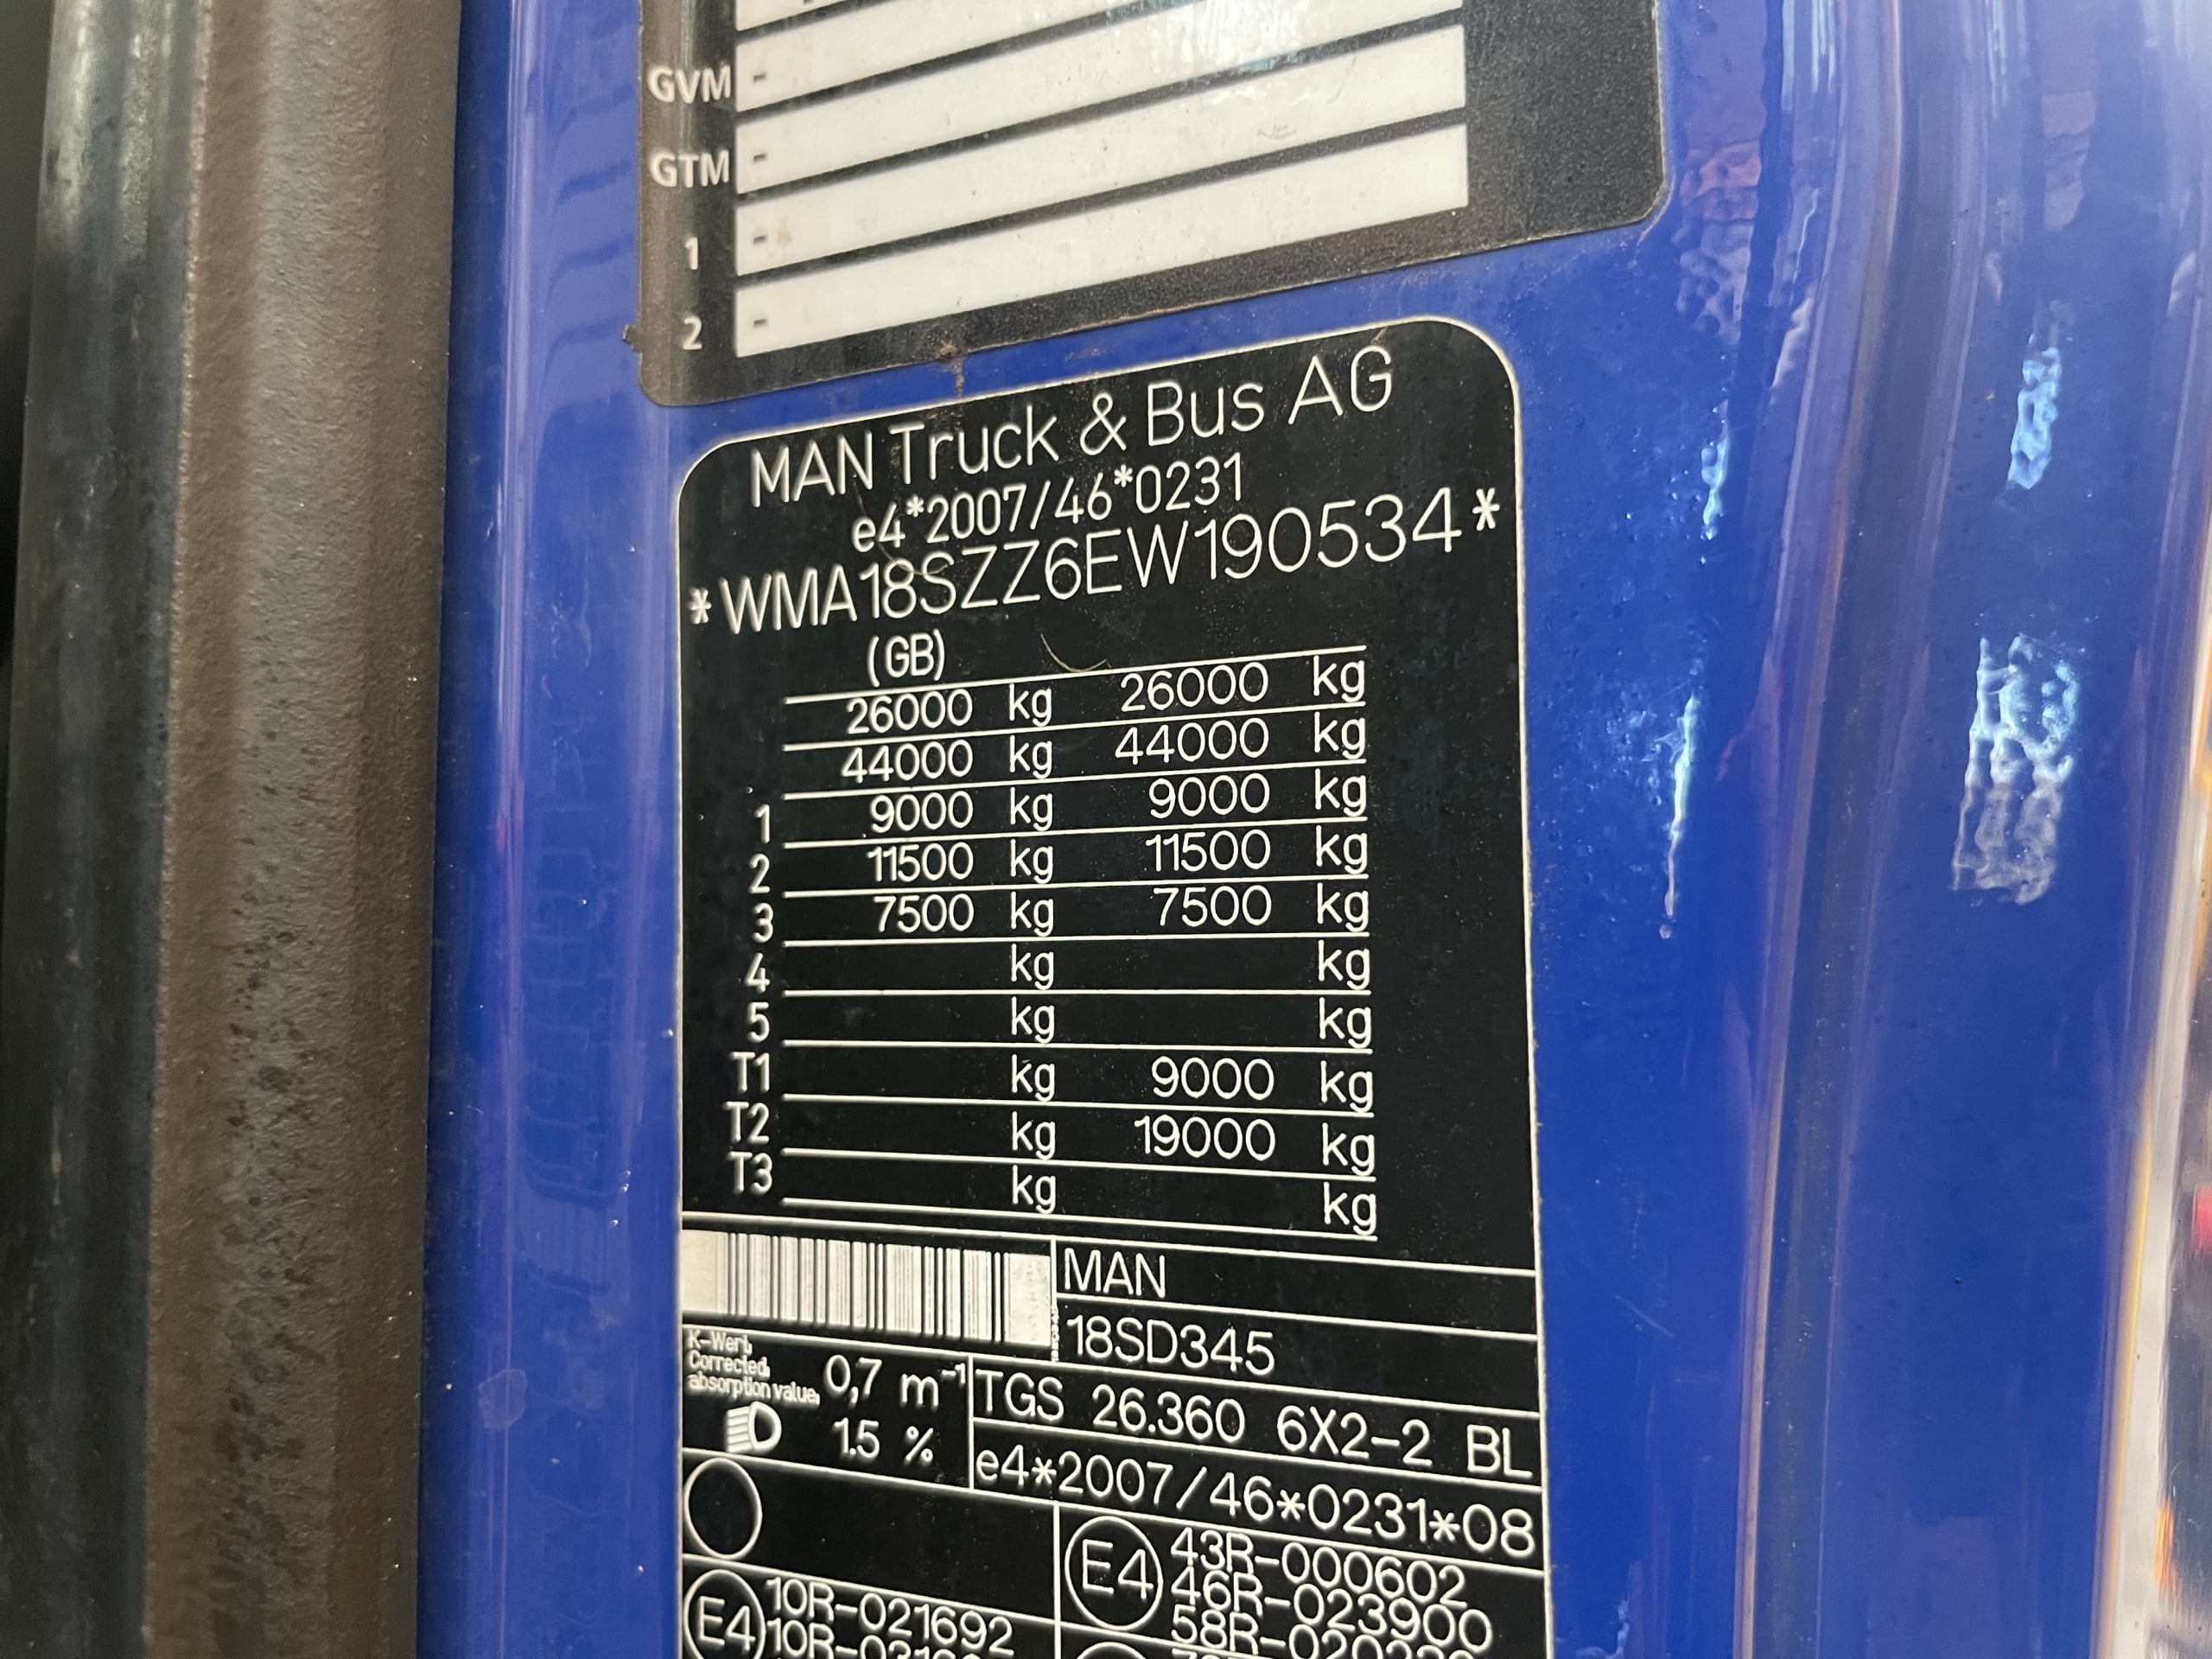 GVM -
GTM -
1 -
2 -
MAN Truck & Bus AG
e4*2007/46*0231
*WMA18SZZ6EW190534*
(GB)
26000 kg 26000 kg
44000 kg 44000 kg
1 9000 kg 9000 kg
2 11500 kg 11500 kg
3 7500 kg 7500 kg
4 kg kg
5 kg kg
T1 kg 9000 kg
T2 kg 19000 kg
T3 kg kg
MAN
18SD345
K-Wert,
Corrected,
absorption value,
0,7 m-1
TGS 26.360 6X2-2 BL
1.5 %
e4*2007/46*0231*08
E4
43R-000602
46R-023900
E4
10R-021692